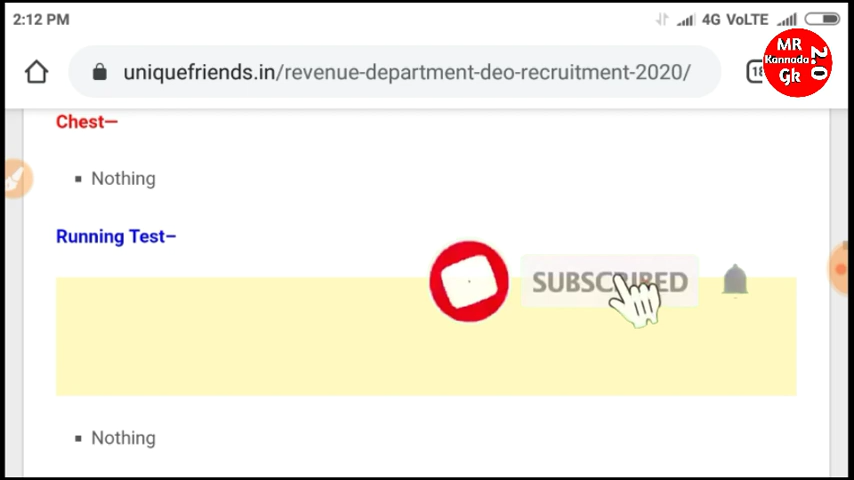 2:12 PM 4G VoLTE
uniquefriends.in/revenue-department-deo-recruitment-2020/ 18
MR
Kannada
Gk
2.0
Chest–
▪ Nothing
Running Test–
SUBSCRIBED
▪ Nothing